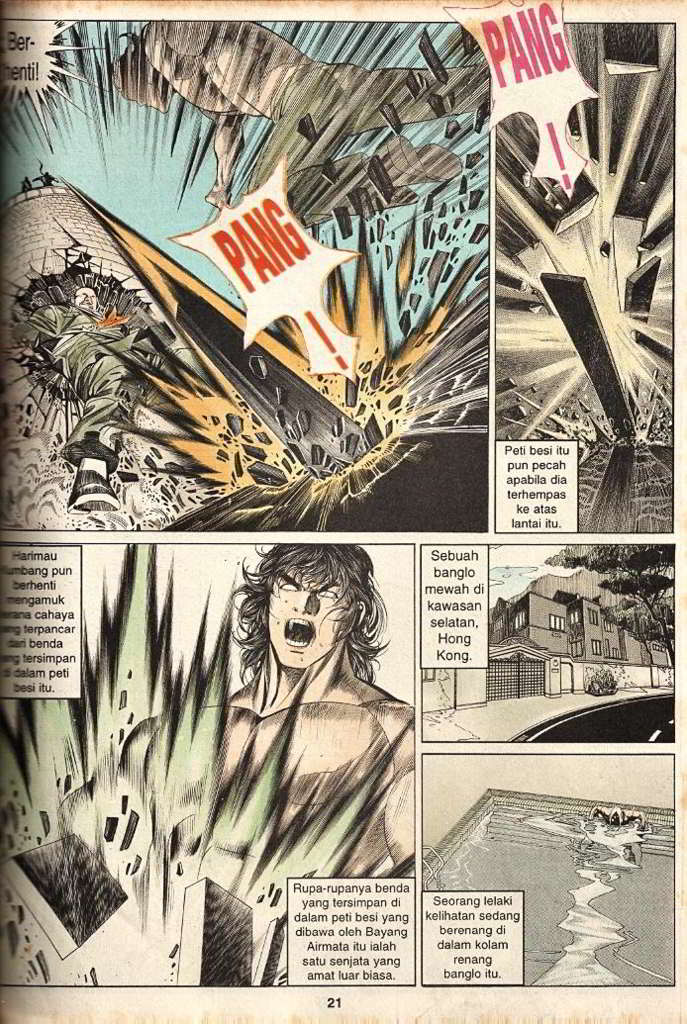 Ber-
henti!
PANG
!
PANG
!
Peti besi itu
pun pecah
apabila dia
terhempas
ke atas
lantai itu.
Harimau
Kumbang pun
berhenti
mengamuk
kerana cahaya
yang terpancar
dari benda
yang tersimpan
di dalam peti
besi itu.
Rupa-rupanya benda
yang tersimpan di
dalam peti besi yang
dibawa oleh Bayang
Airmata itu ialah
satu senjata yang
amat luar biasa.
Sebuah
banglo
mewah di
kawasan
selatan,
Hong
Kong.
Seorang lelaki
kelihatan sedang
berenang di
dalam kolam
renang
banglo itu.
21